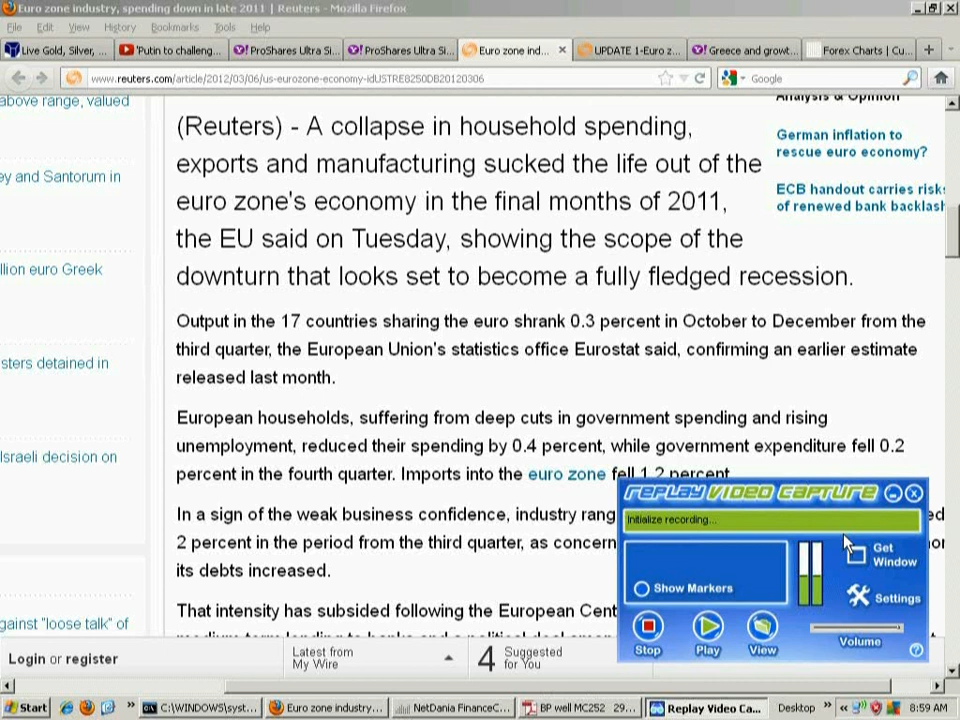 Euro zone industry, spending down in late 2011 | Reuters - Mozilla Firefox
File Edit View History Bookmarks Tools Help
Live Gold, Silver, ... 'Putin to challeng... ProShares Ultra Si... ProShares Ultra Si... Euro zone ind... UPDATE 1-Euro z... Greece and growt... Forex Charts | Cu...
www.reuters.com/article/2012/03/06/us-eurozone-economy-idUSTRE8250DB20120306 Google
above range, valued
ey and Santorum in
llion euro Greek
sters detained in
Israeli decision on
gainst "loose talk" of
(Reuters) - A collapse in household spending,
exports and manufacturing sucked the life out of the
euro zone's economy in the final months of 2011,
the EU said on Tuesday, showing the scope of the
downturn that looks set to become a fully fledged recession.
Analysis & Opinion
German inflation to
rescue euro economy?
ECB handout carries risks
of renewed bank backlash
Output in the 17 countries sharing the euro shrank 0.3 percent in October to December from the
third quarter, the European Union's statistics office Eurostat said, confirming an earlier estimate
released last month.
European households, suffering from deep cuts in government spending and rising
unemployment, reduced their spending by 0.4 percent, while government expenditure fell 0.2
percent in the fourth quarter. Imports into the euro zone fell 1.2 percent
In a sign of the weak business confidence, industry rang ed
2 percent in the period from the third quarter, as concern
its debts increased.
That intensity has subsided following the European Cent
REPLAY VIDEO CAPTURE
Initialize recording...
Show Markers
Get
Window
Settings
Stop Play View Volume
Login or register
Latest from
My Wire
4 Suggested
for You
Start C:\WINDOWS\syst... Euro zone industry... NetDania FinanceC... BP well MC252 29... Replay Video Ca... Desktop 8:59 AM